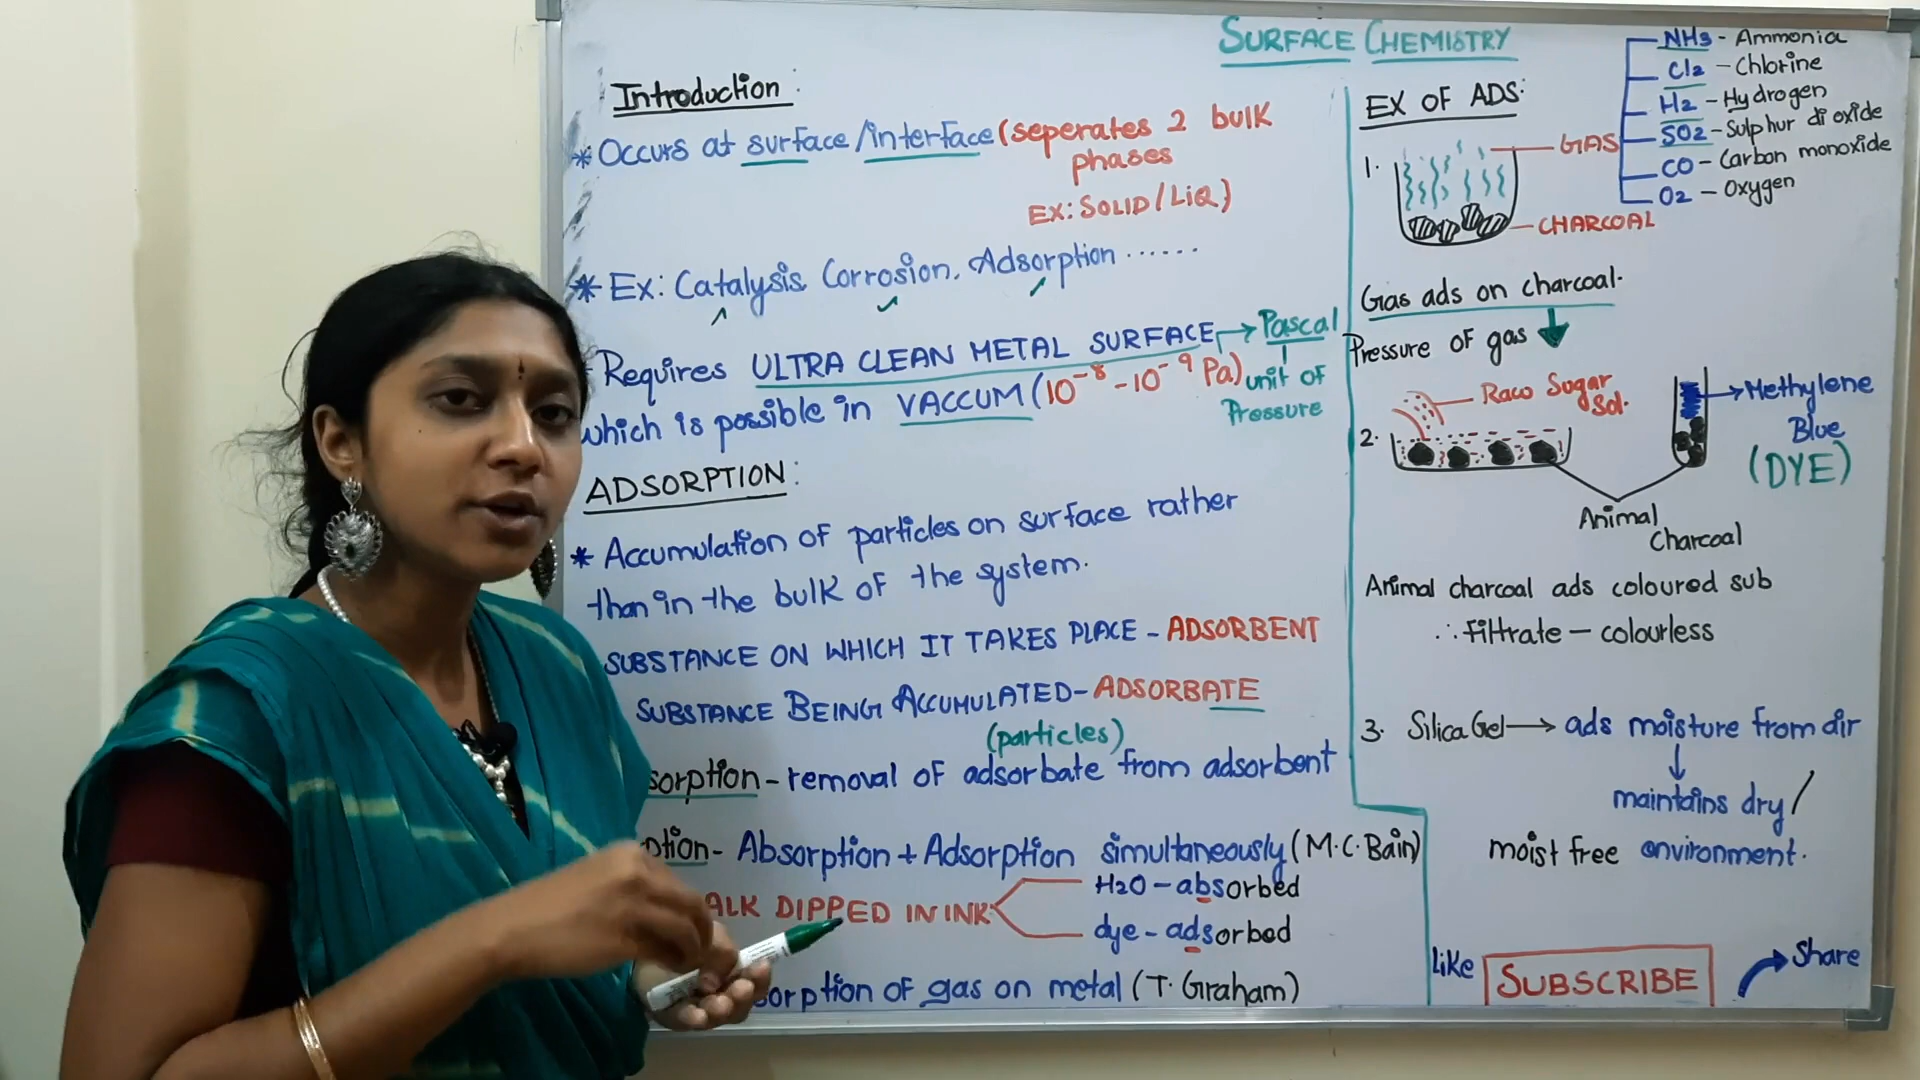 SURFACE CHEMISTRY
Introduction :
* Occurs at surface/interface (seperates 2 bulk
phases
EX: SOLID/LIQ)
* Ex: Catalysis, Corrosion, Adsorption ......
Requires ULTRA CLEAN METAL SURFACE → Pascal
which is possible in VACCUM (10⁻⁸ - 10⁻⁹ Pa) unit of
Pressure
ADSORPTION :
* Accumulation of particles on surface rather
than in the bulk of the system.
SUBSTANCE ON WHICH IT TAKES PLACE - ADSORBENT
SUBSTANCE BEING ACCUMULATED - ADSORBATE
(particles)
sorption - removal of adsorbate from adsorbent
ption - Absorption + Adsorption simultaneously (M.C. Bain)
ALK DIPPED IN INK
H2O - absorbed
dye - adsorbed
sorption of gas on metal (T. Graham)
EX OF ADS:
1.
GAS
CHARCOAL
NH3 - Ammonia
Cl2 - Chlorine
H2 - Hydrogen
SO2 - Sulphur di oxide
CO - Carbon monoxide
O2 - Oxygen
Gas ads on charcoal.
Pressure of gas ↓
2.
Raw Sugar
Sol.
→ Methylene
Blue
(DYE)
Animal
Charcoal
Animal charcoal ads coloured sub
∴ filtrate - colourless
3. Silica Gel → ads moisture from air
↓
maintains dry /
moist free environment.
like
SUBSCRIBE
Share